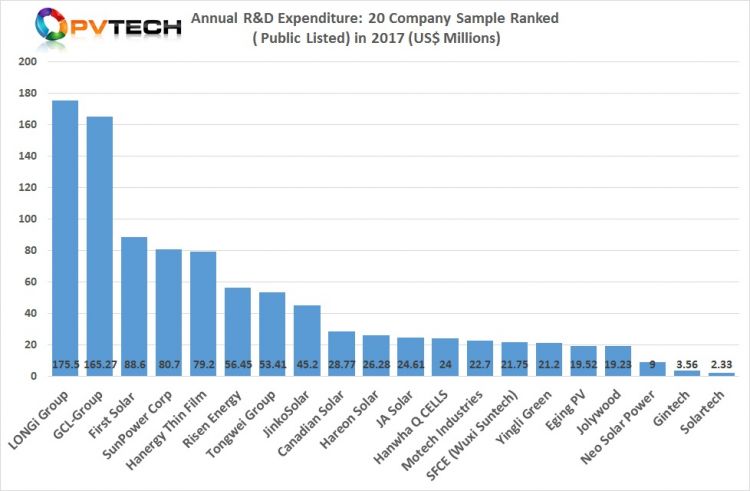 PVTECH
Annual R&D Expenditure: 20 Company Sample Ranked
( Public Listed) in 2017 (US$ Millions)
200
180
160
140
120
100
80
60
40
20
0
175.5
165.27
88.6
80.7
79.2
56.45
53.41
45.2
28.77
26.28
24.61
24
22.7
21.75
21.2
19.52
19.23
9
3.56
2.33
LONGi Group
GCL-Group
First Solar
SunPower Corp
Hanergy Thin Film
Risen Energy
Tongwei Group
JinkoSolar
Canadian Solar
Hareon Solar
JA Solar
Hanwha Q CELLS
Motech Industries
SFCE (Wuxi Suntech)
Yingli Green
Eging PV
Jolywood
Neo Solar Power
Gintech
Solartech